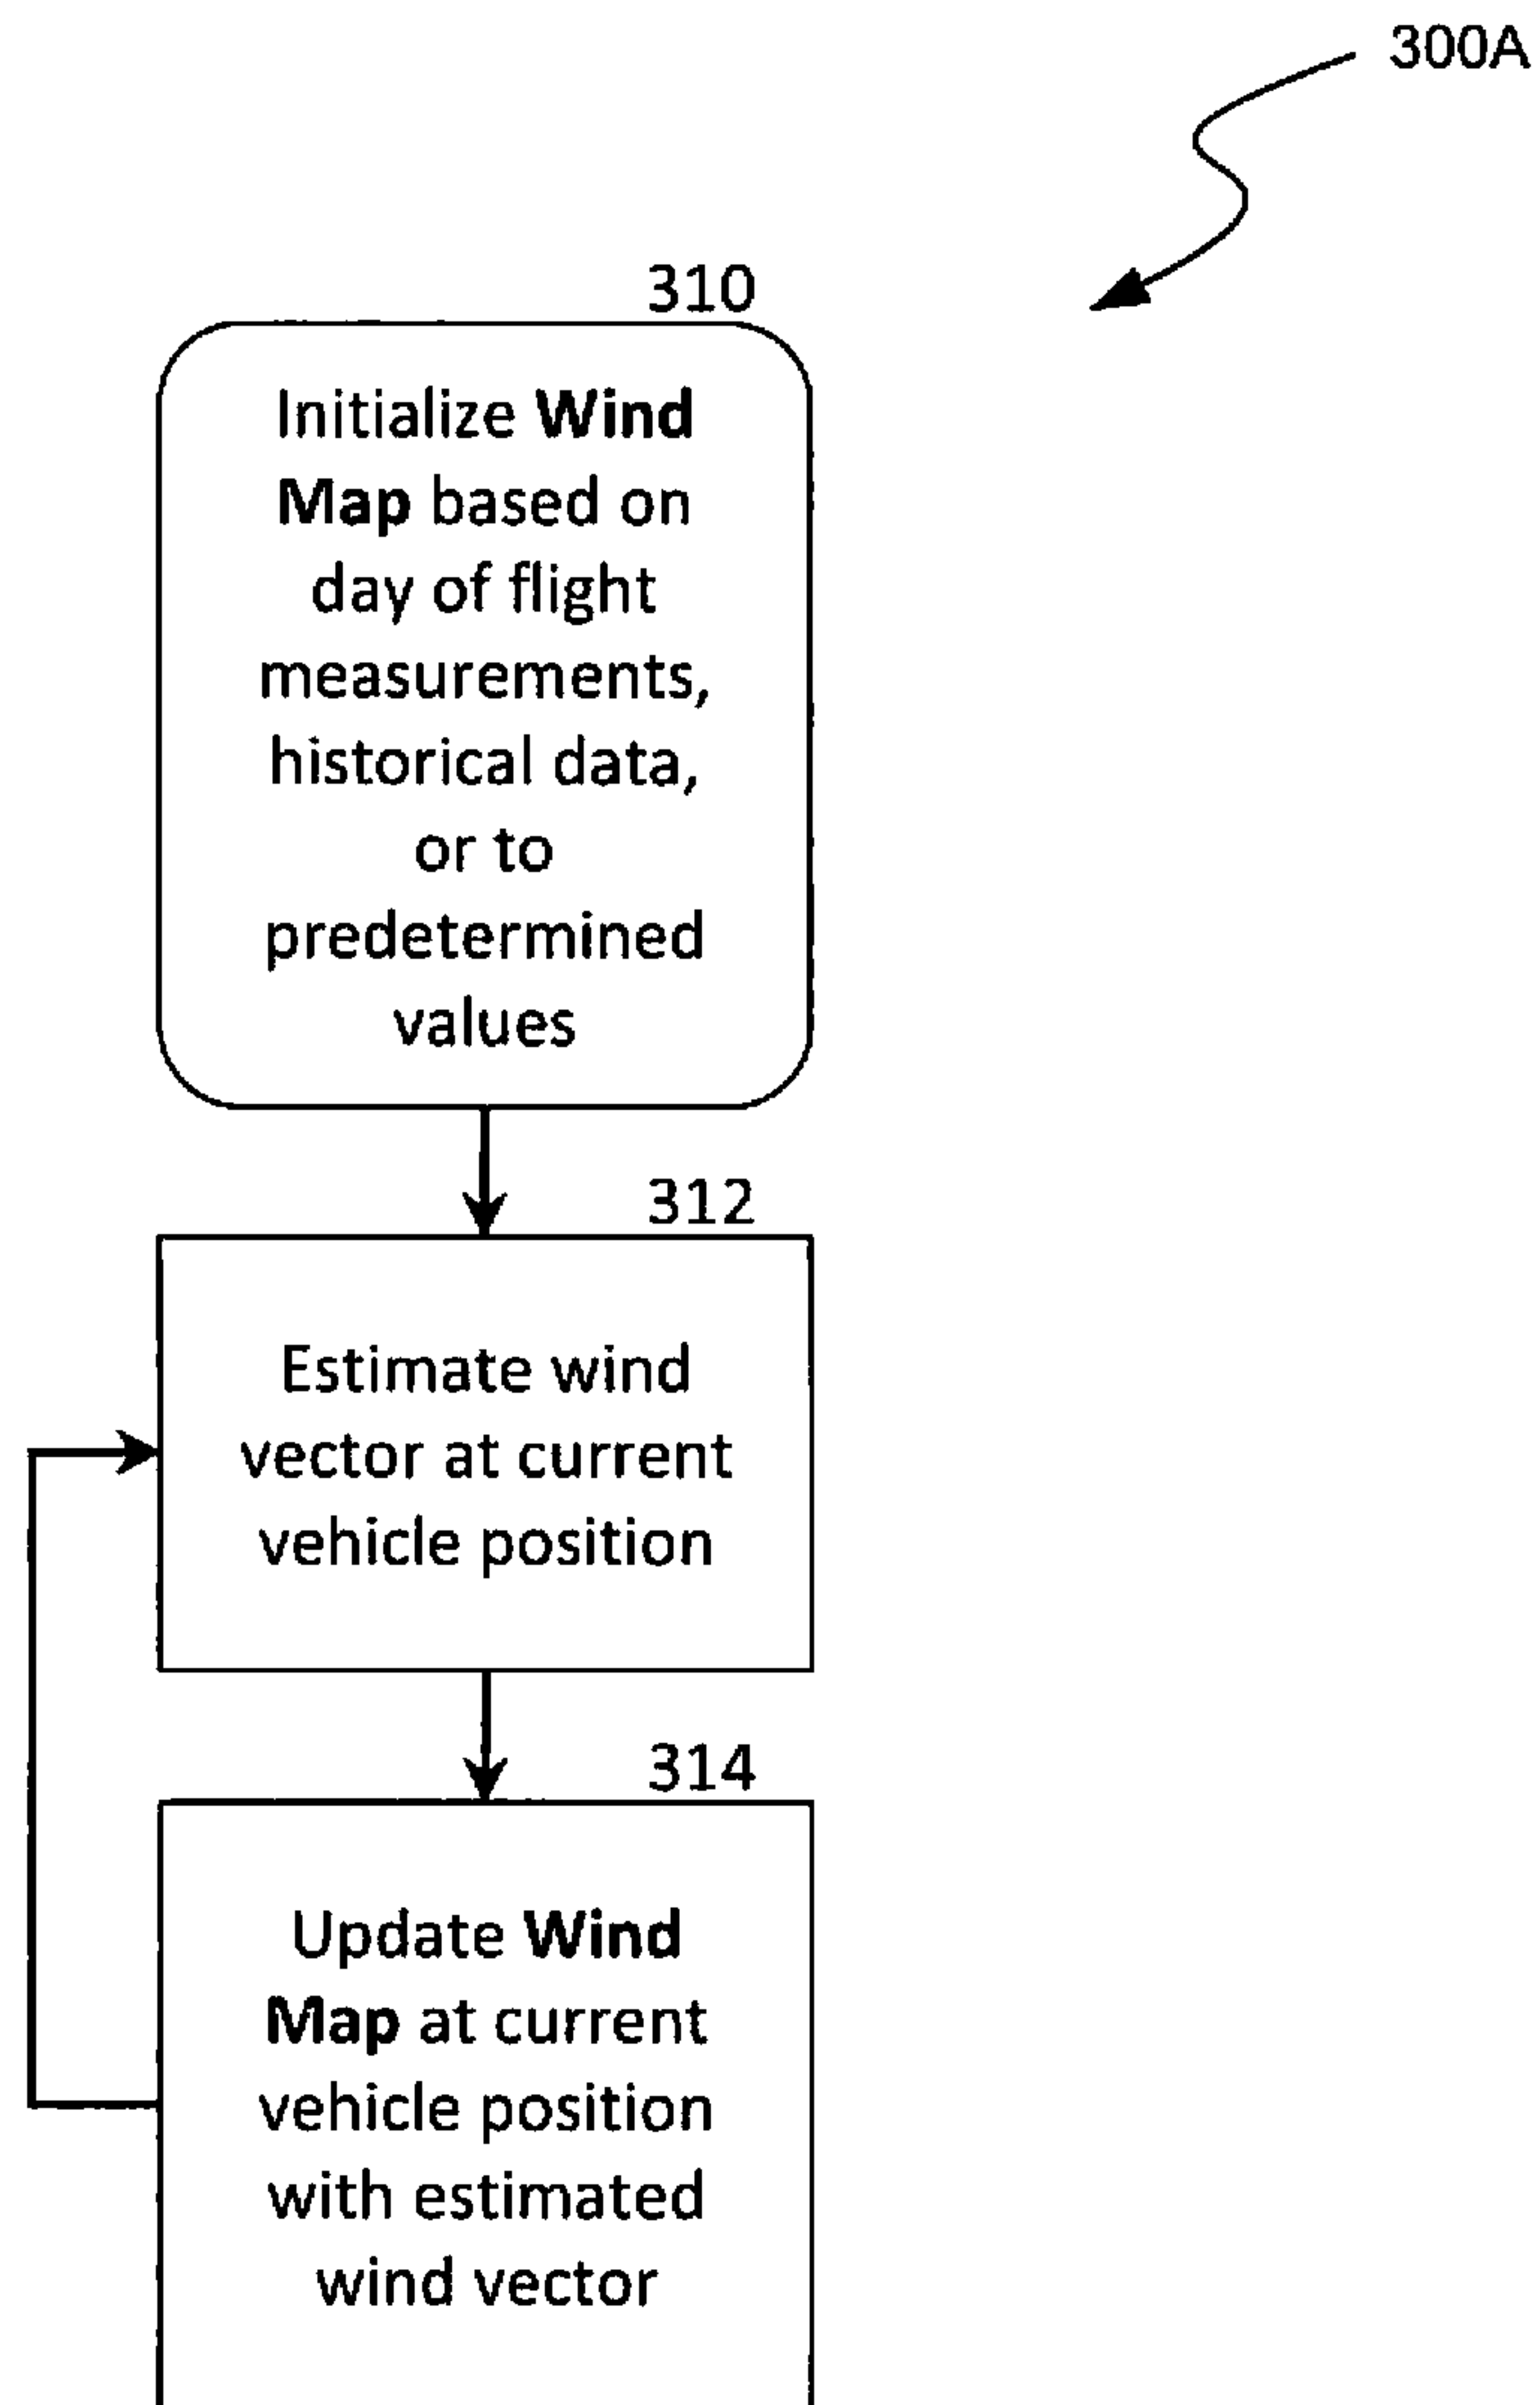 300A
310
Initialize Wind
Map based on
day of flight
measurements,
historical data,
or to
predetermined
values
312
Estimate wind
vector at current
vehicle position
314
Update Wind
Map at current
vehicle position
with estimated
wind vector